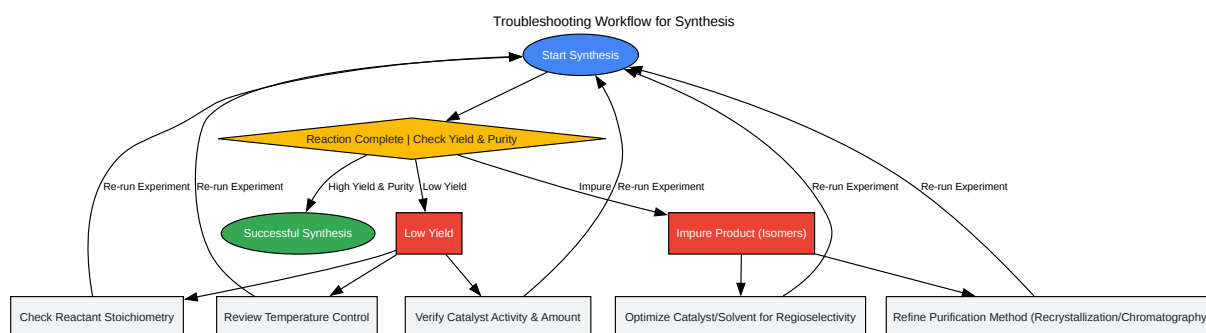 Troubleshooting Workflow for Synthesis
Start Synthesis
Reaction Complete | Check Yield & Purity
Re-run Experiment
Re-run Experiment
High Yield & Purity
Low Yield
Impure
Re-run Experiment
Re-run Experiment
Re-run Experiment
Successful Synthesis
Low Yield
Impure Product (Isomers)
Check Reactant Stoichiometry
Review Temperature Control
Verify Catalyst Activity & Amount
Optimize Catalyst/Solvent for Regioselectivity
Refine Purification Method (Recrystallization/Chromatography